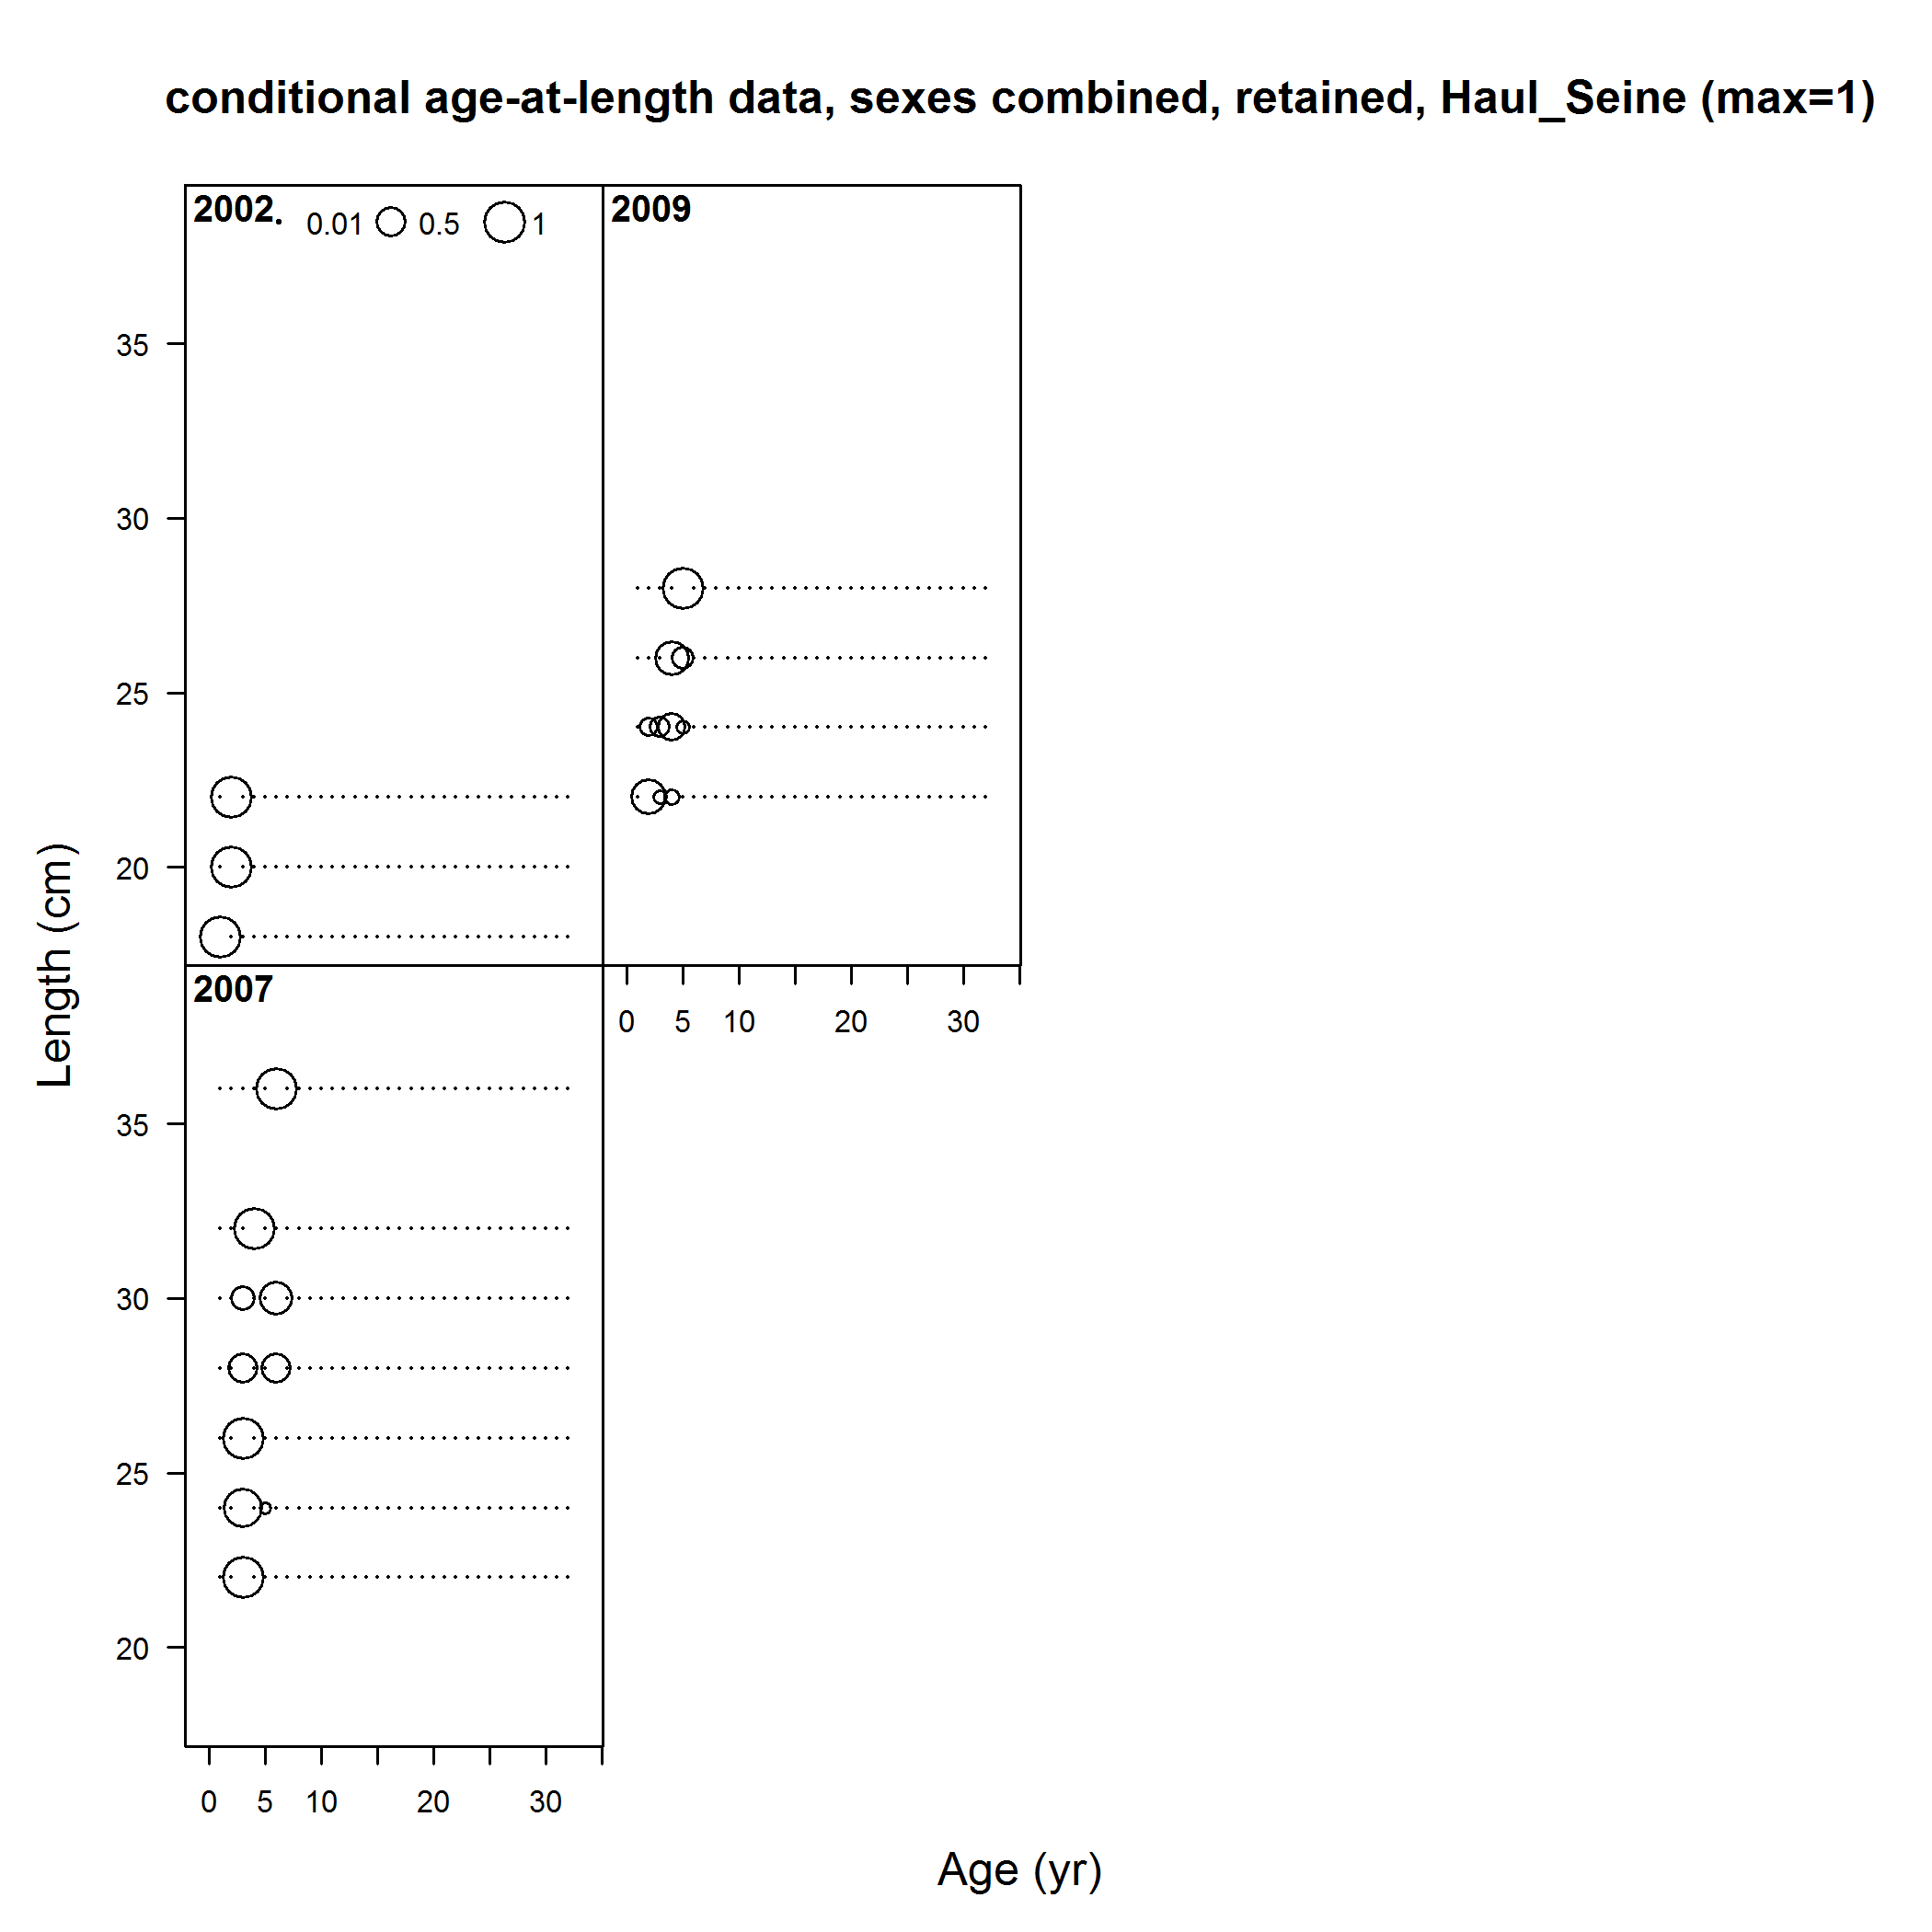 conditional age-at-length data, sexes combined, retained, Haul_Seine (max=1)
2002
0.01 0.5 1
2009
35
30
25
20
0 5 10 20 30
2007
35
30
25
20
0 5 10 20 30
Length (cm)
Age (yr)